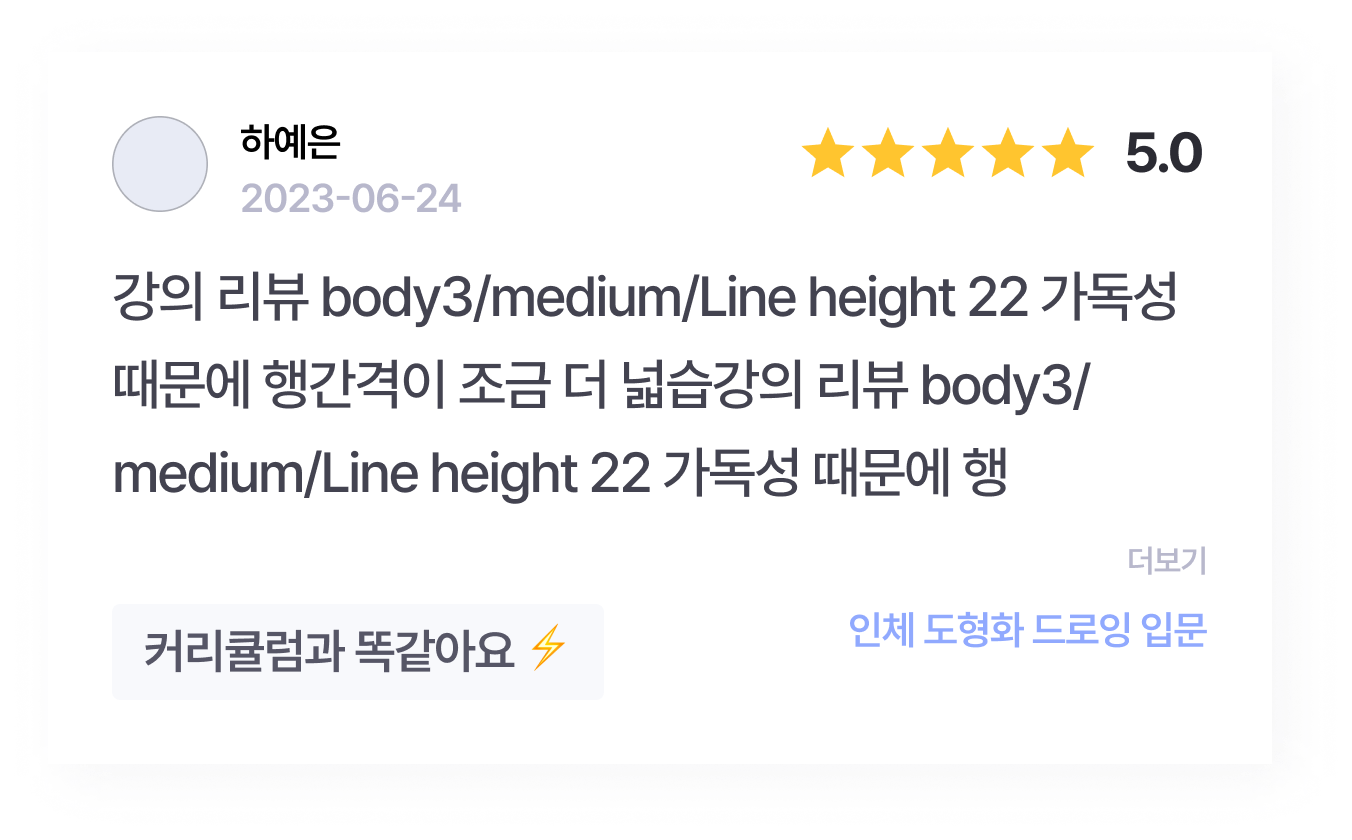 하예은
5.0
2023-06-24
강의 리뷰 body3/medium/Line height 22 가독성
때문에 행간격이 조금 더 넓습강의 리뷰 body3/
medium/Line height 22 가독성 때문에 행
더보기
커리큘럼과 똑같아요⚡
인체 도형화 드로잉 입문